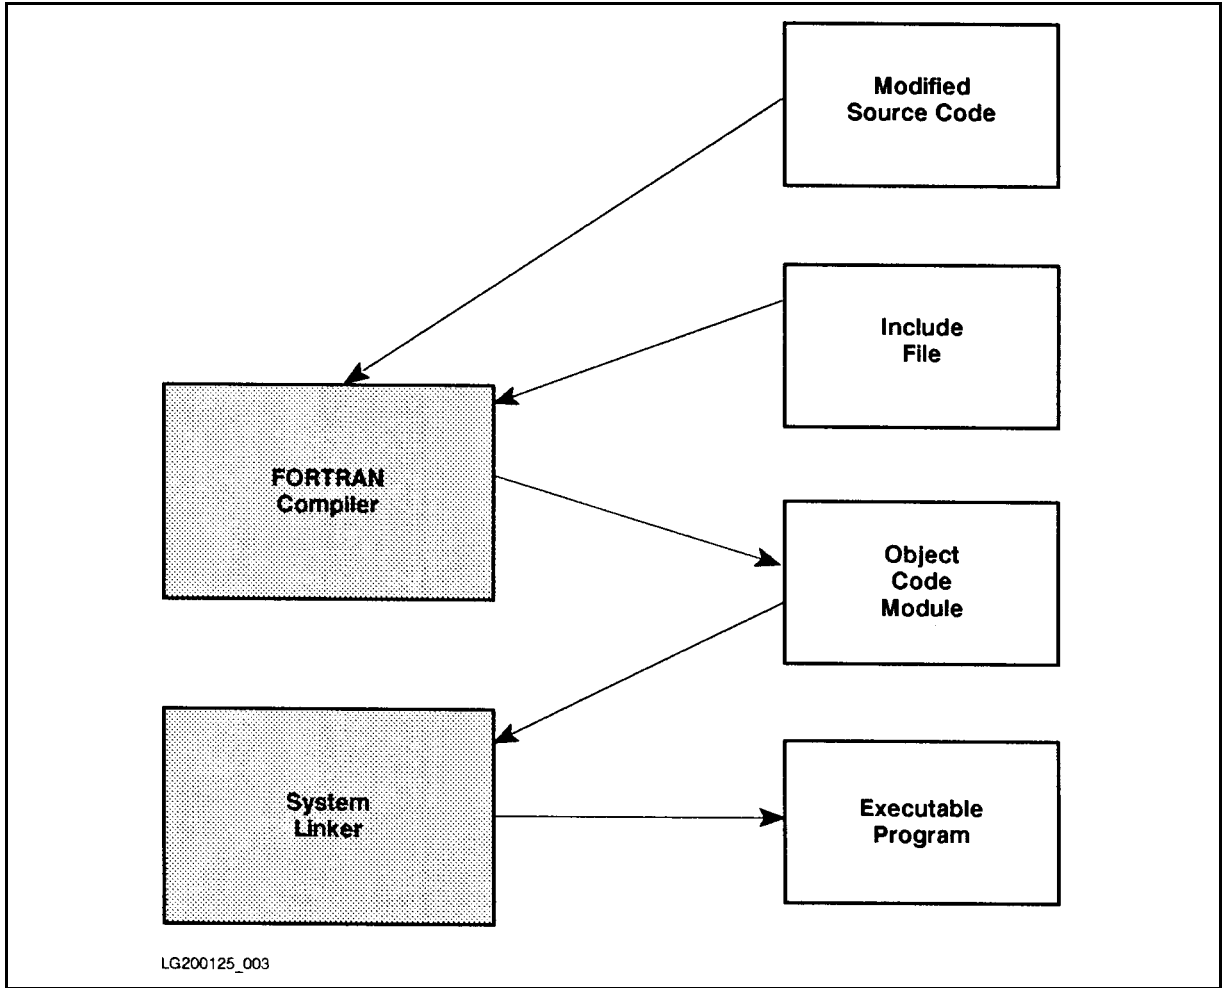 Modified
Source Code
Include
File
FORTRAN
Compiler
Object
Code
Module
System
Linker
Executable
Program
LG200125_003